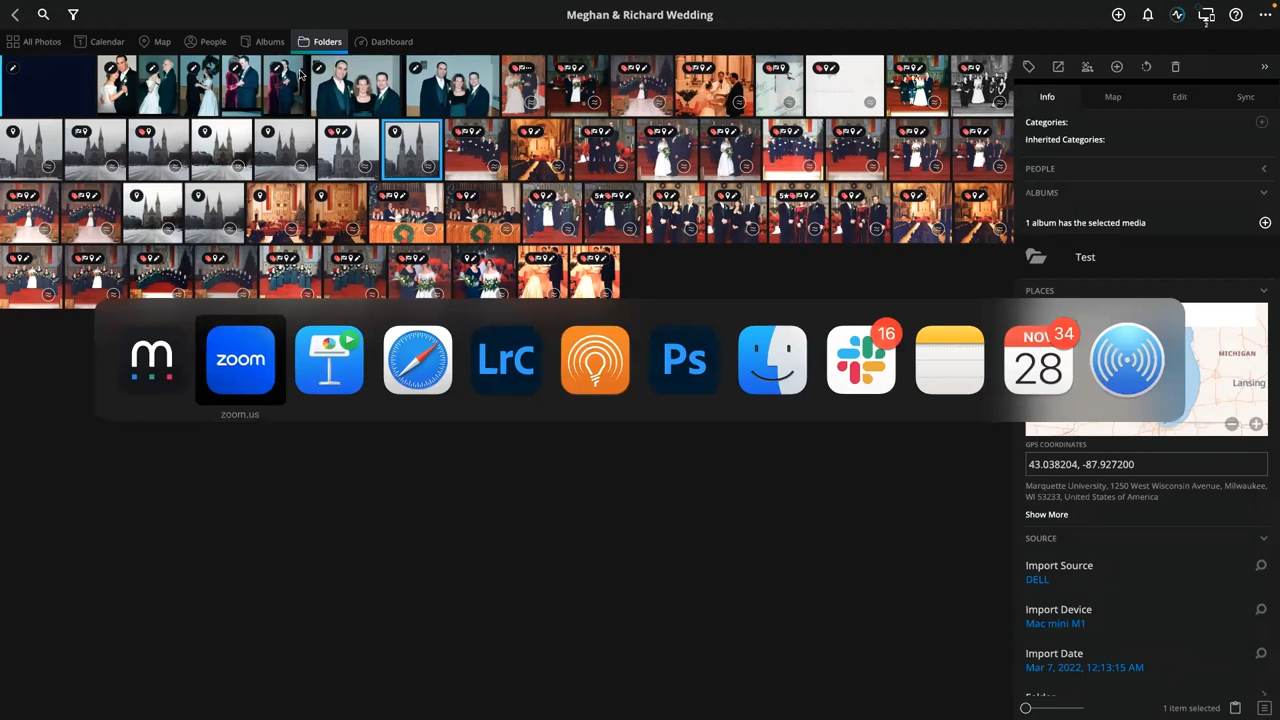 Meghan & Richard Wedding
2
All Photos
1 Calendar
Map
People
Albums
Folders
Dashboard
Info
Map
Edit
Sync
Categories:
Inherited Categories:
PEOPLE
ALBUMS
1 album has the selected media
Test
PLACES
5★
5★
m
zoom
LrC
Ps
16
NOV
34
28
zoom.us
MICHIGAN
Lansing
GPS COORDINATES
43.038204, -87.927200
Marquette University, 1250 West Wisconsin Avenue, Milwaukee,
WI 53233, United States of America
Show More
SOURCE
Import Source
DELL
Import Device
Mac mini M1
Import Date
Mar 7, 2022, 12:13:15 AM
1 item selected